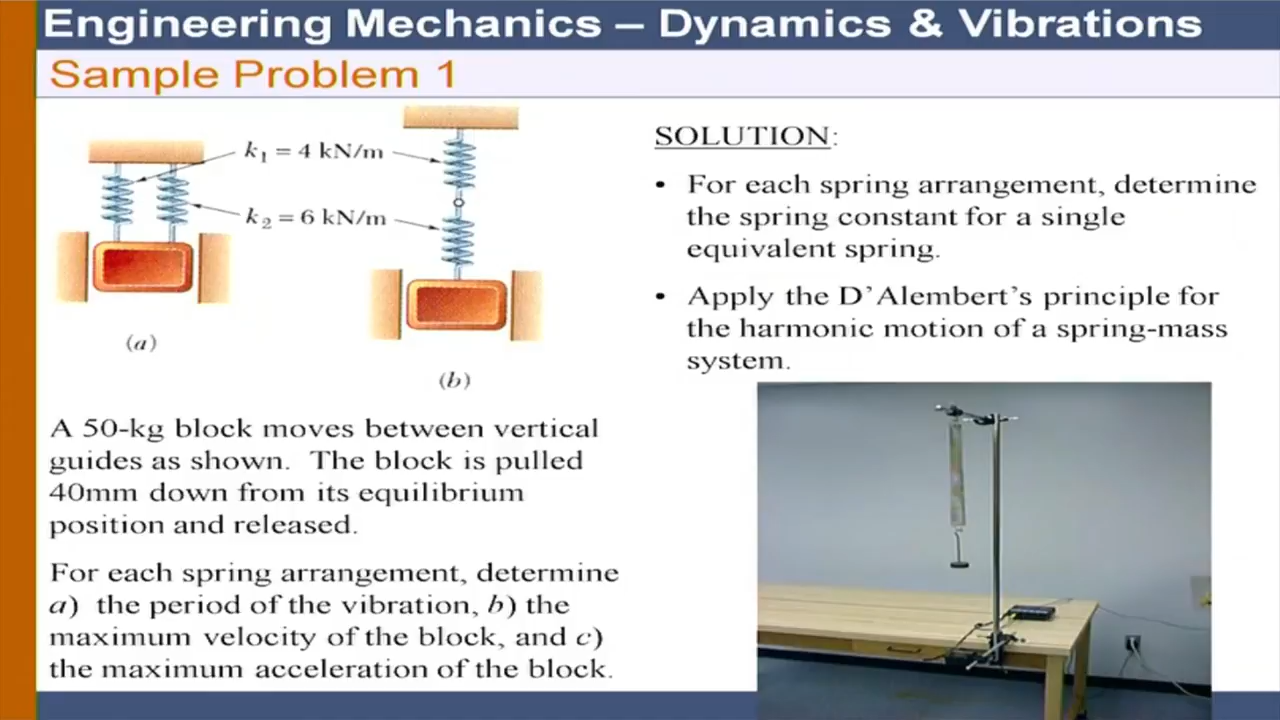 Engineering Mechanics – Dynamics & Vibrations
Sample Problem 1
k₁ = 4 kN/m
k₂ = 6 kN/m
(a)
(b)
A 50-kg block moves between vertical
guides as shown. The block is pulled
40mm down from its equilibrium
position and released.
For each spring arrangement, determine
a) the period of the vibration, b) the
maximum velocity of the block, and c)
the maximum acceleration of the block.
SOLUTION:
• For each spring arrangement, determine
the spring constant for a single
equivalent spring.
• Apply the D'Alembert's principle for
the harmonic motion of a spring-mass
system.